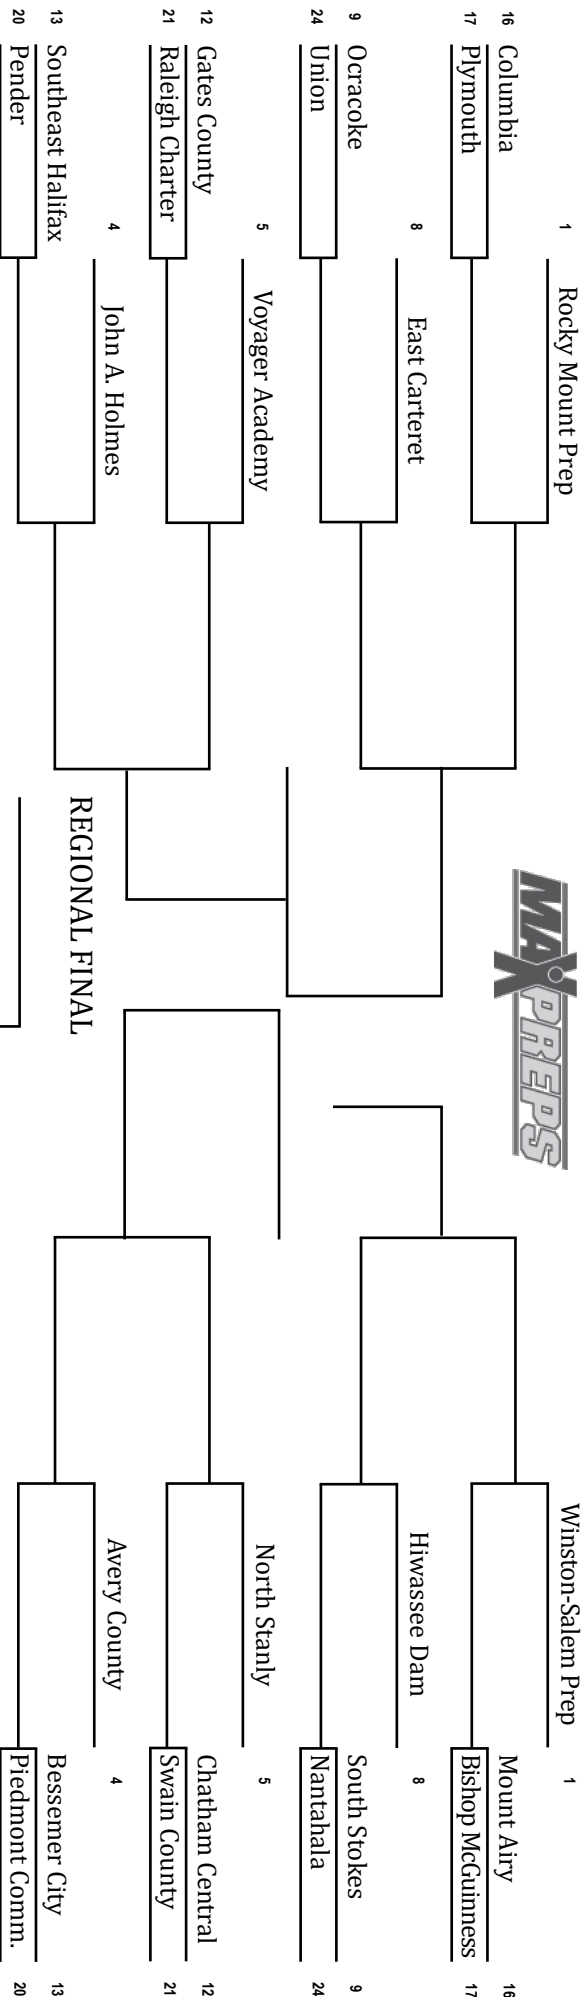 1
Rocky Mount Prep
16 Columbia
17 Plymouth
8
East Carteret
9 Ocracoke
24 Union
5
Voyager Academy
12 Gates County
21 Raleigh Charter
4
John A. Holmes
13 Southeast Halifax
20 Pender
MAXPREPS
REGIONAL FINAL
Winston-Salem Prep
1
Mount Airy 16
Bishop McGuinness 17
Hiwassee Dam
8
South Stokes 9
Nantahala 24
North Stanly
5
Chatham Central 12
Swain County 21
Avery County
4
Bessemer City 13
Piedmont Comm. 20